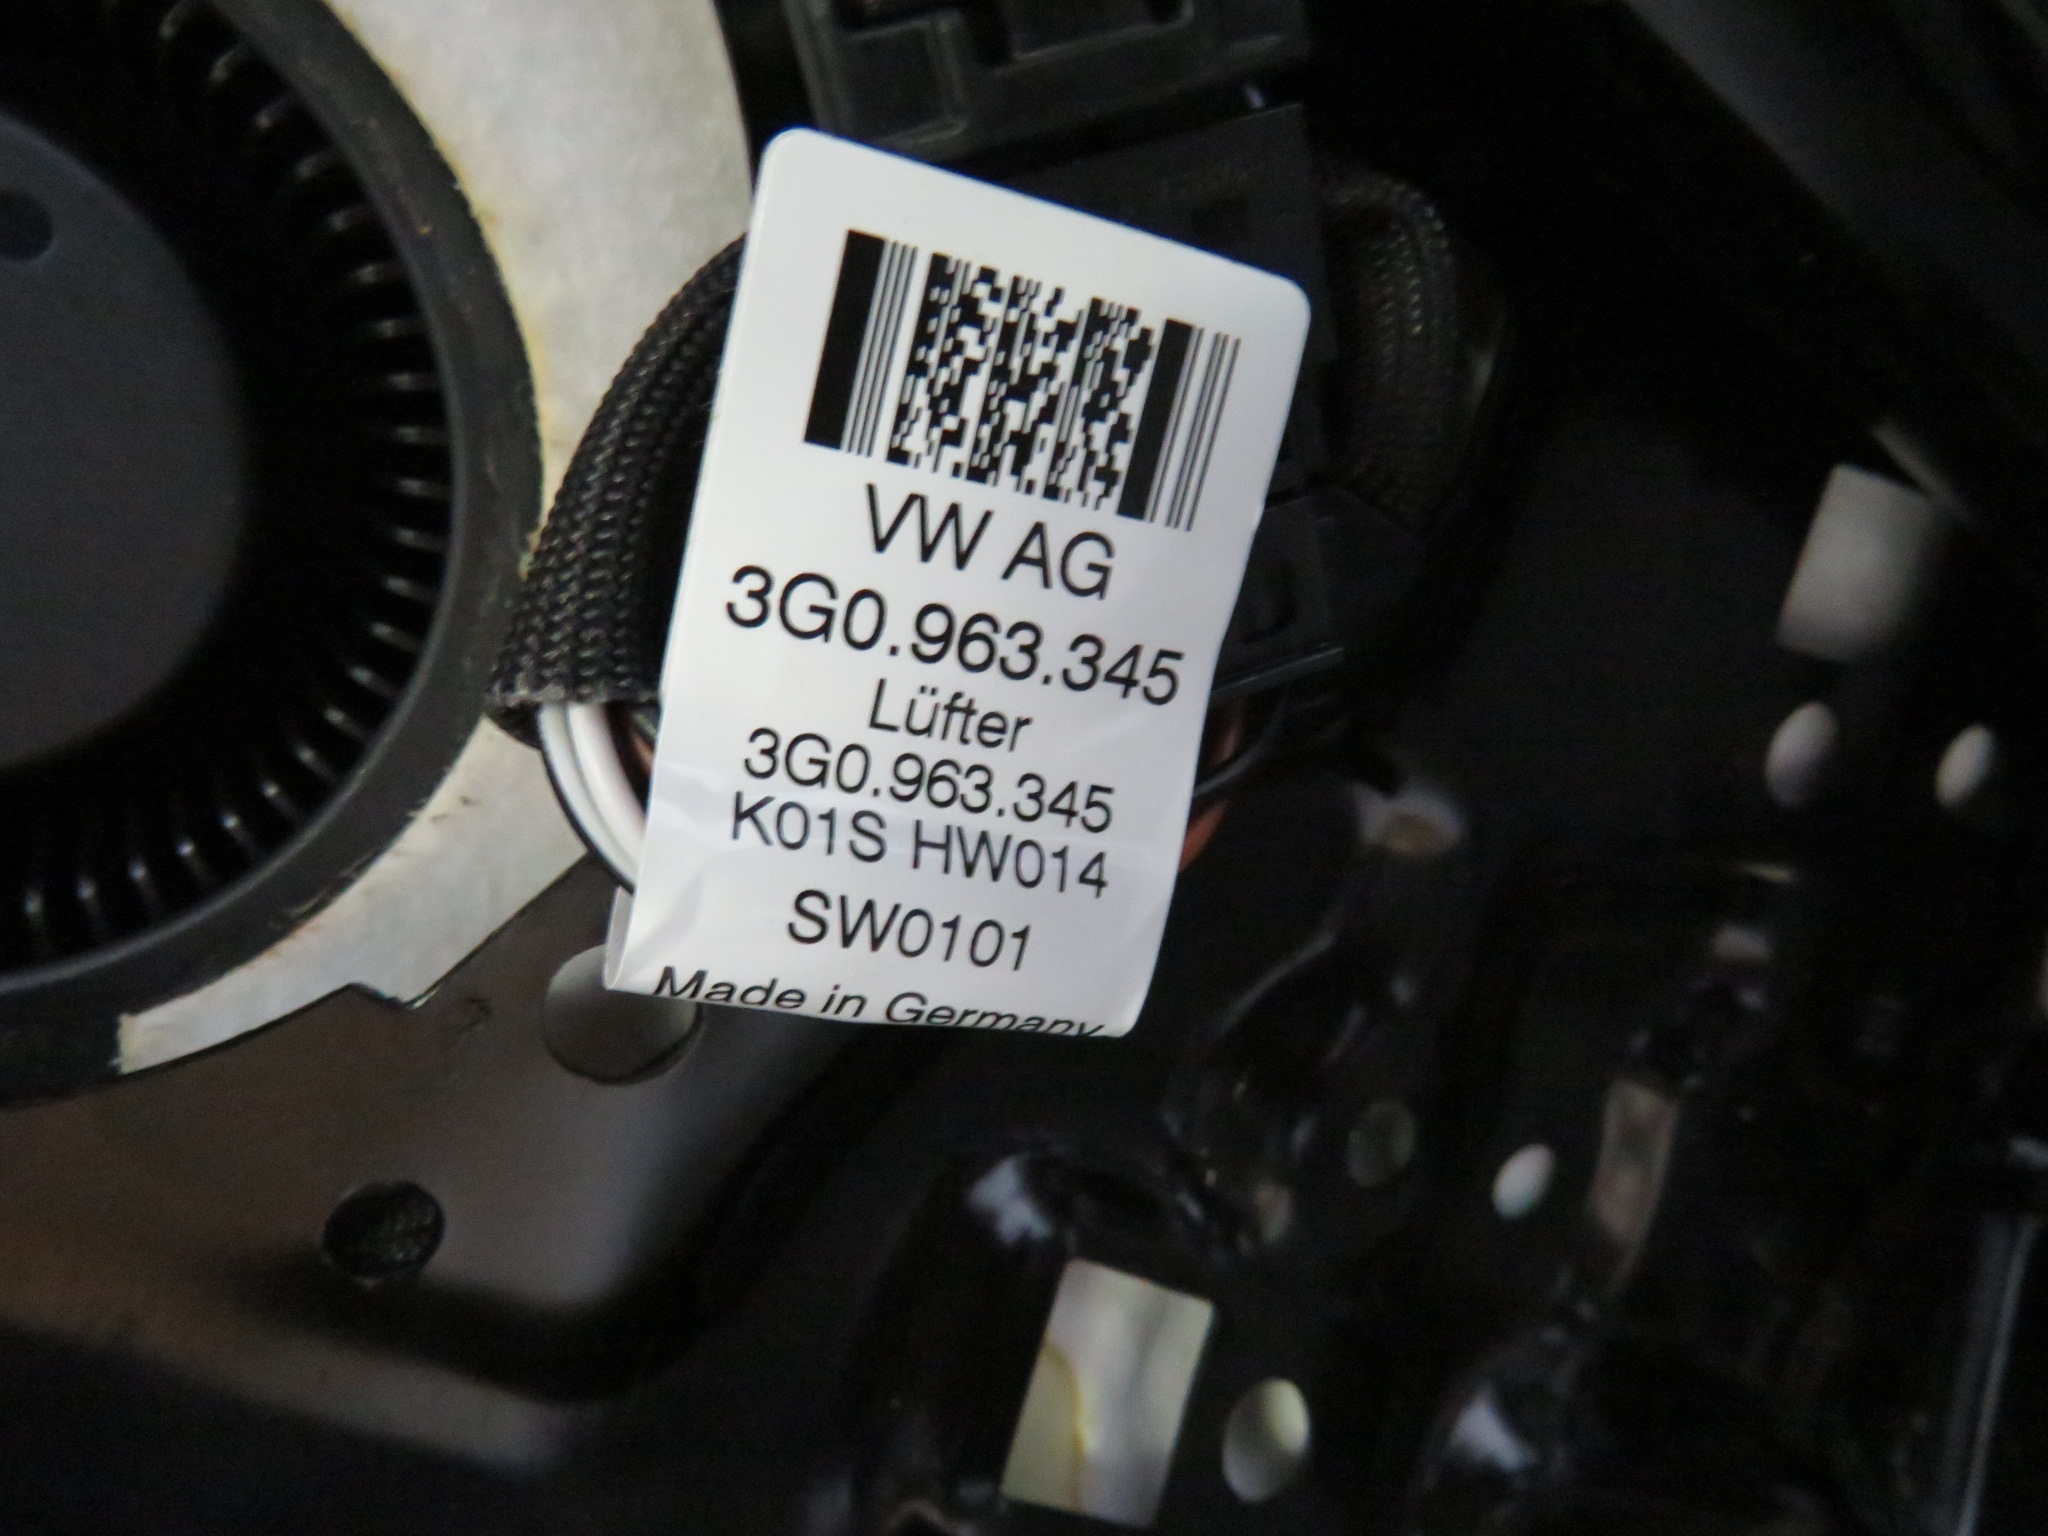 VW AG
3G0.963.345
Lüfter
3G0.963.345
K01S HW014
SW0101
Made in Germany